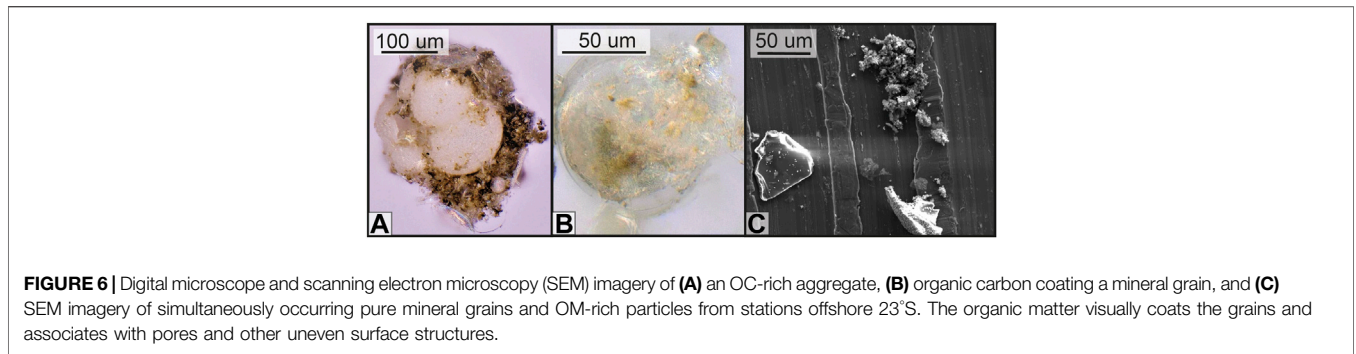 100 um
50 um
50 um
A
B
C
FIGURE 6 | Digital microscope and scanning electron microscopy (SEM) imagery of (A) an OC-rich aggregate, (B) organic carbon coating a mineral grain, and (C)
SEM imagery of simultaneously occurring pure mineral grains and OM-rich particles from stations offshore 23°S. The organic matter visually coats the grains and
associates with pores and other uneven surface structures.